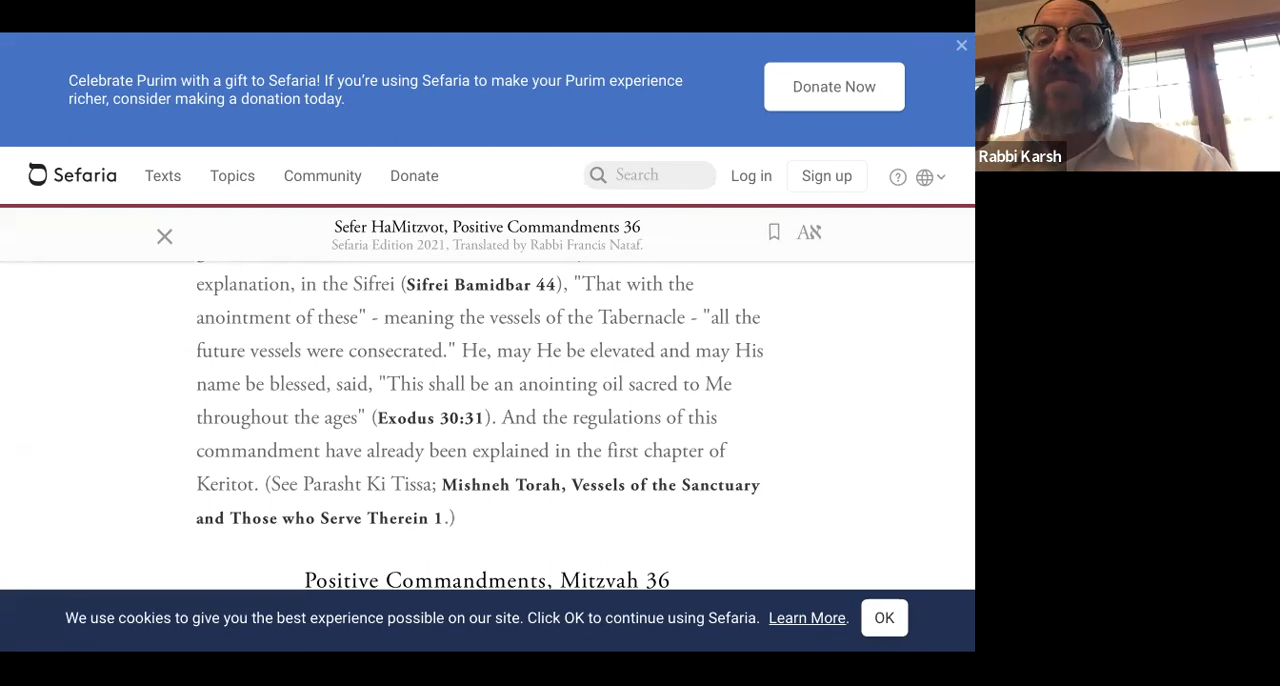 Celebrate Purim with a gift to Sefaria! If you're using Sefaria to make your Purim experience
richer, consider making a donation today.
Donate Now
Rabbi Karsh
Sefaria Texts Topics Community Donate Search Log in Sign up
Sefer HaMitzvot, Positive Commandments 36
Sefaria Edition 2021, Translated by Rabbi Francis Nataf.
Aא
explanation, in the Sifrei (Sifrei Bamidbar 44), "That with the
anointment of these" - meaning the vessels of the Tabernacle - "all the
future vessels were consecrated." He, may He be elevated and may His
name be blessed, said, "This shall be an anointing oil sacred to Me
throughout the ages" (Exodus 30:31). And the regulations of this
commandment have already been explained in the first chapter of
Keritot. (See Parasht Ki Tissa; Mishneh Torah, Vessels of the Sanctuary
and Those who Serve Therein 1.)
Positive Commandments, Mitzvah 36
We use cookies to give you the best experience possible on our site. Click OK to continue using Sefaria. Learn More. OK